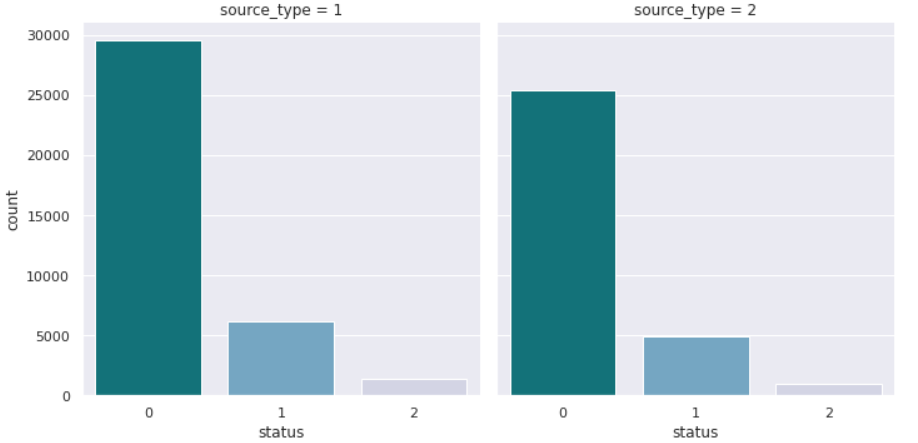 source_type = 1
source_type = 2
30000
25000
20000
15000
10000
5000
0
count
0 1 2
0 1 2
status
status